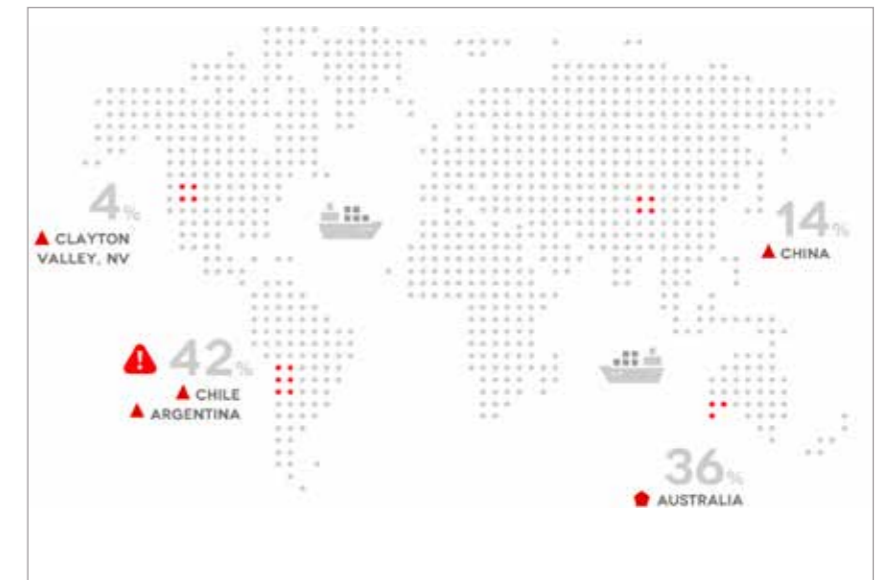 4%
CLAYTON
VALLEY, NV
14%
CHINA
42%
CHILE
ARGENTINA
36%
AUSTRALIA